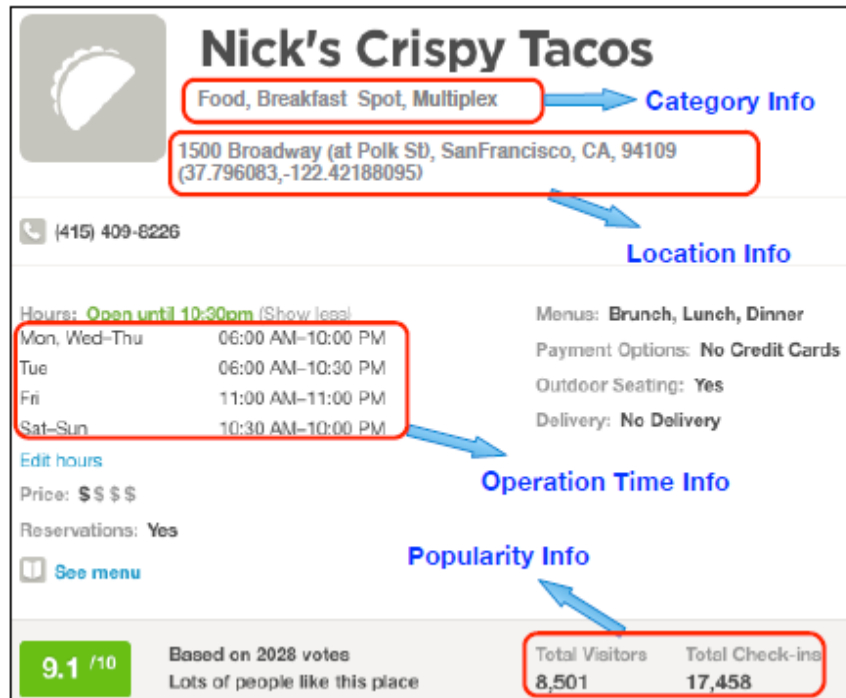 Nick's Crispy Tacos
Food, Breakfast Spot, Multiplex
Category Info
1500 Broadway (at Polk St), SanFrancisco, CA, 94109
(37.796083,-122.42188095)
Location Info
(415) 409-8226
Hours: Open until 10:30pm (Show less)
Mon, Wed–Thu 06:00 AM–10:00 PM
Tue 06:00 AM–10:30 PM
Fri 11:00 AM–11:00 PM
Sat–Sun 10:30 AM–10:00 PM
Edit hours
Price: $$$$
Reservations: Yes
See menu
Menus: Brunch, Lunch, Dinner
Payment Options: No Credit Cards
Outdoor Seating: Yes
Delivery: No Delivery
Operation Time Info
Popularity Info
9.1 /10
Based on 2028 votes
Lots of people like this place
Total Visitors
8,501
Total Check-ins
17,458